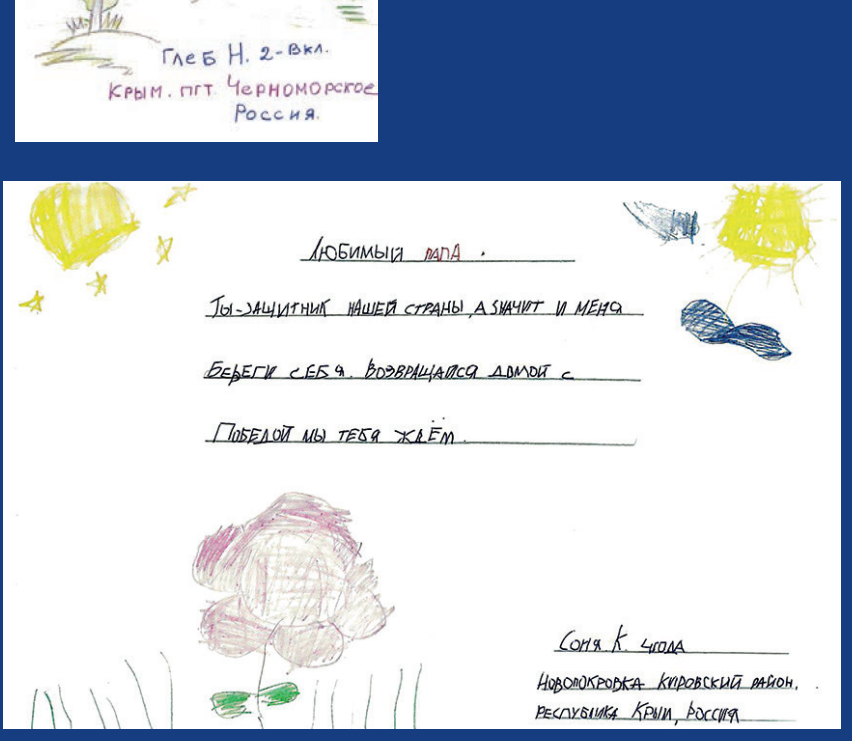 Глеб Н. 2-Вкл.
Крым. пгт Черноморское
Россия.
Любимый папа.
Ты-защитник нашей страны, а значит и меня
Береги себя. Возвращайся домой с
Победой мы тебя ждём.
Соня К. 4года
Новопокровка Кировский район.
республика Крым, Россия